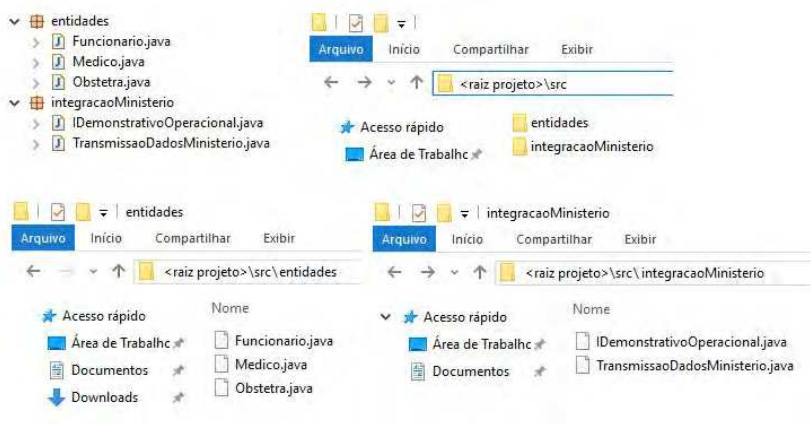 entidades
Funcionario.java
Medico.java
Obstetra.java
integracaoMinisterio
IDemonstrativoOperacional.java
TransmissaoDadosMinisterio.java
Arquivo Início Compartilhar Exibir
<raiz projeto>\src
Acesso rápido
Área de Trabalhc
entidades
integracaoMinisterio
entidades
Arquivo Início Compartilhar Exibir
<raiz projeto>\src\entidades
Acesso rápido
Área de Trabalhc
Documentos
Downloads
Nome
Funcionario.java
Medico.java
Obstetra.java
integracaoMinisterio
Arquivo Início Compartilhar Exibir
<raiz projeto>\src\integracaoMinisterio
Acesso rápido
Área de Trabalhc
Documentos
Nome
IDemonstrativoOperacional.java
TransmissaoDadosMinisterio.java